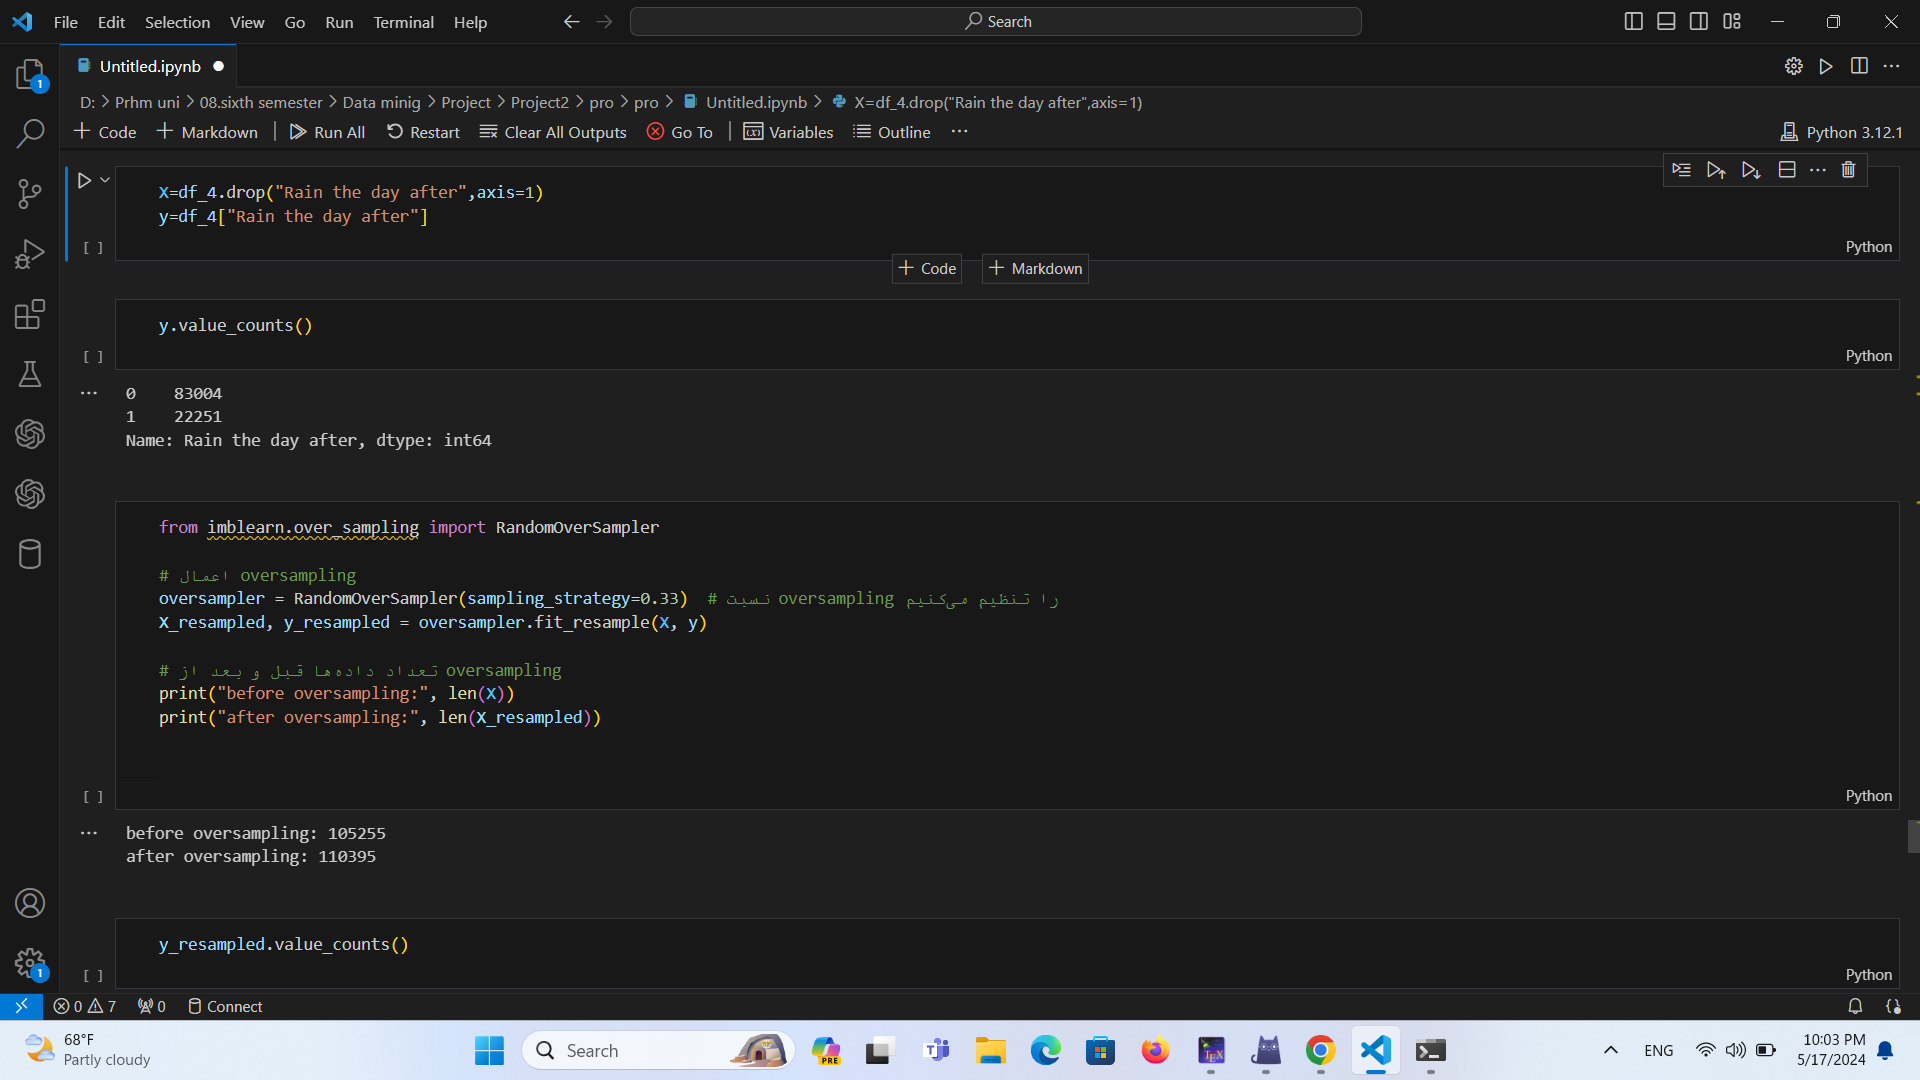 File Edit Selection View Go Run Terminal Help Search
Untitled.ipynb
D: > Prhm uni > 08.sixth semester > Data minig > Project > Project2 > pro > pro > Untitled.ipynb > X=df_4.drop("Rain the day after",axis=1)
+ Code + Markdown | Run All Restart Clear All Outputs Go To | Variables Outline ... Python 3.12.1
X=df_4.drop("Rain the day after",axis=1)
y=df_4["Rain the day after"]
[ ] Python
+ Code + Markdown
y.value_counts()
[ ] Python
0 83004
1 22251
Name: Rain the day after, dtype: int64
from imblearn.over_sampling import RandomOverSampler
# اعمال oversampling
oversampler = RandomOverSampler(sampling_strategy=0.33) # نسبت oversampling را تنظیم می‌کنیم
X_resampled, y_resampled = oversampler.fit_resample(X, y)
# تعداد داده‌ها قبل و بعد از oversampling
print("before oversampling:", len(X))
print("after oversampling:", len(X_resampled))
[ ] Python
before oversampling: 105255
after oversampling: 110395
y_resampled.value_counts()
[ ] Python
1
1
0 7 0 Connect
68°F
Partly cloudy
Search
PRE
ENG
10:03 PM
5/17/2024